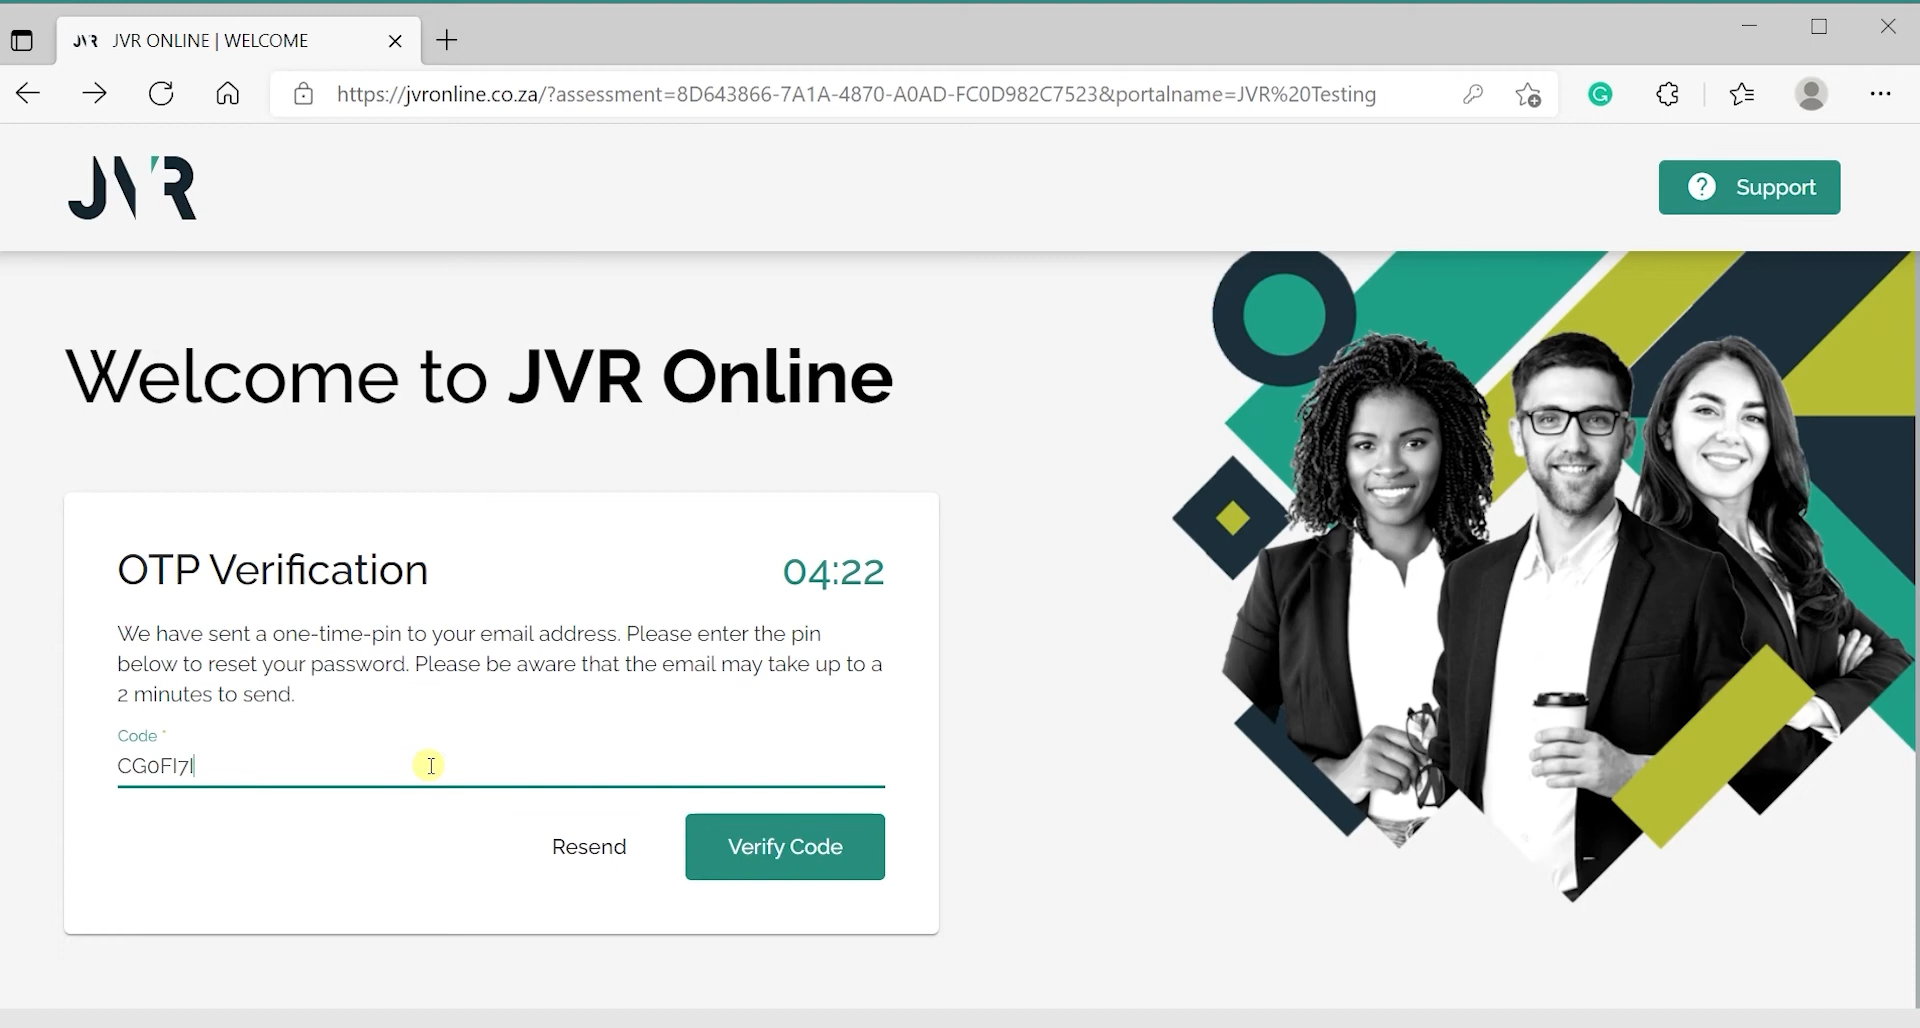 JVR JVR ONLINE | WELCOME
https://jvronline.co.za/?assessment=8D643866-7A1A-4870-A0AD-FC0D982C7523&portalname=JVR%20Testing
JVR
? Support
Welcome to JVR Online
OTP Verification
04:22
We have sent a one-time-pin to your email address. Please enter the pin
below to reset your password. Please be aware that the email may take up to a
2 minutes to send.
Code *
CG0FI7I
Resend
Verify Code